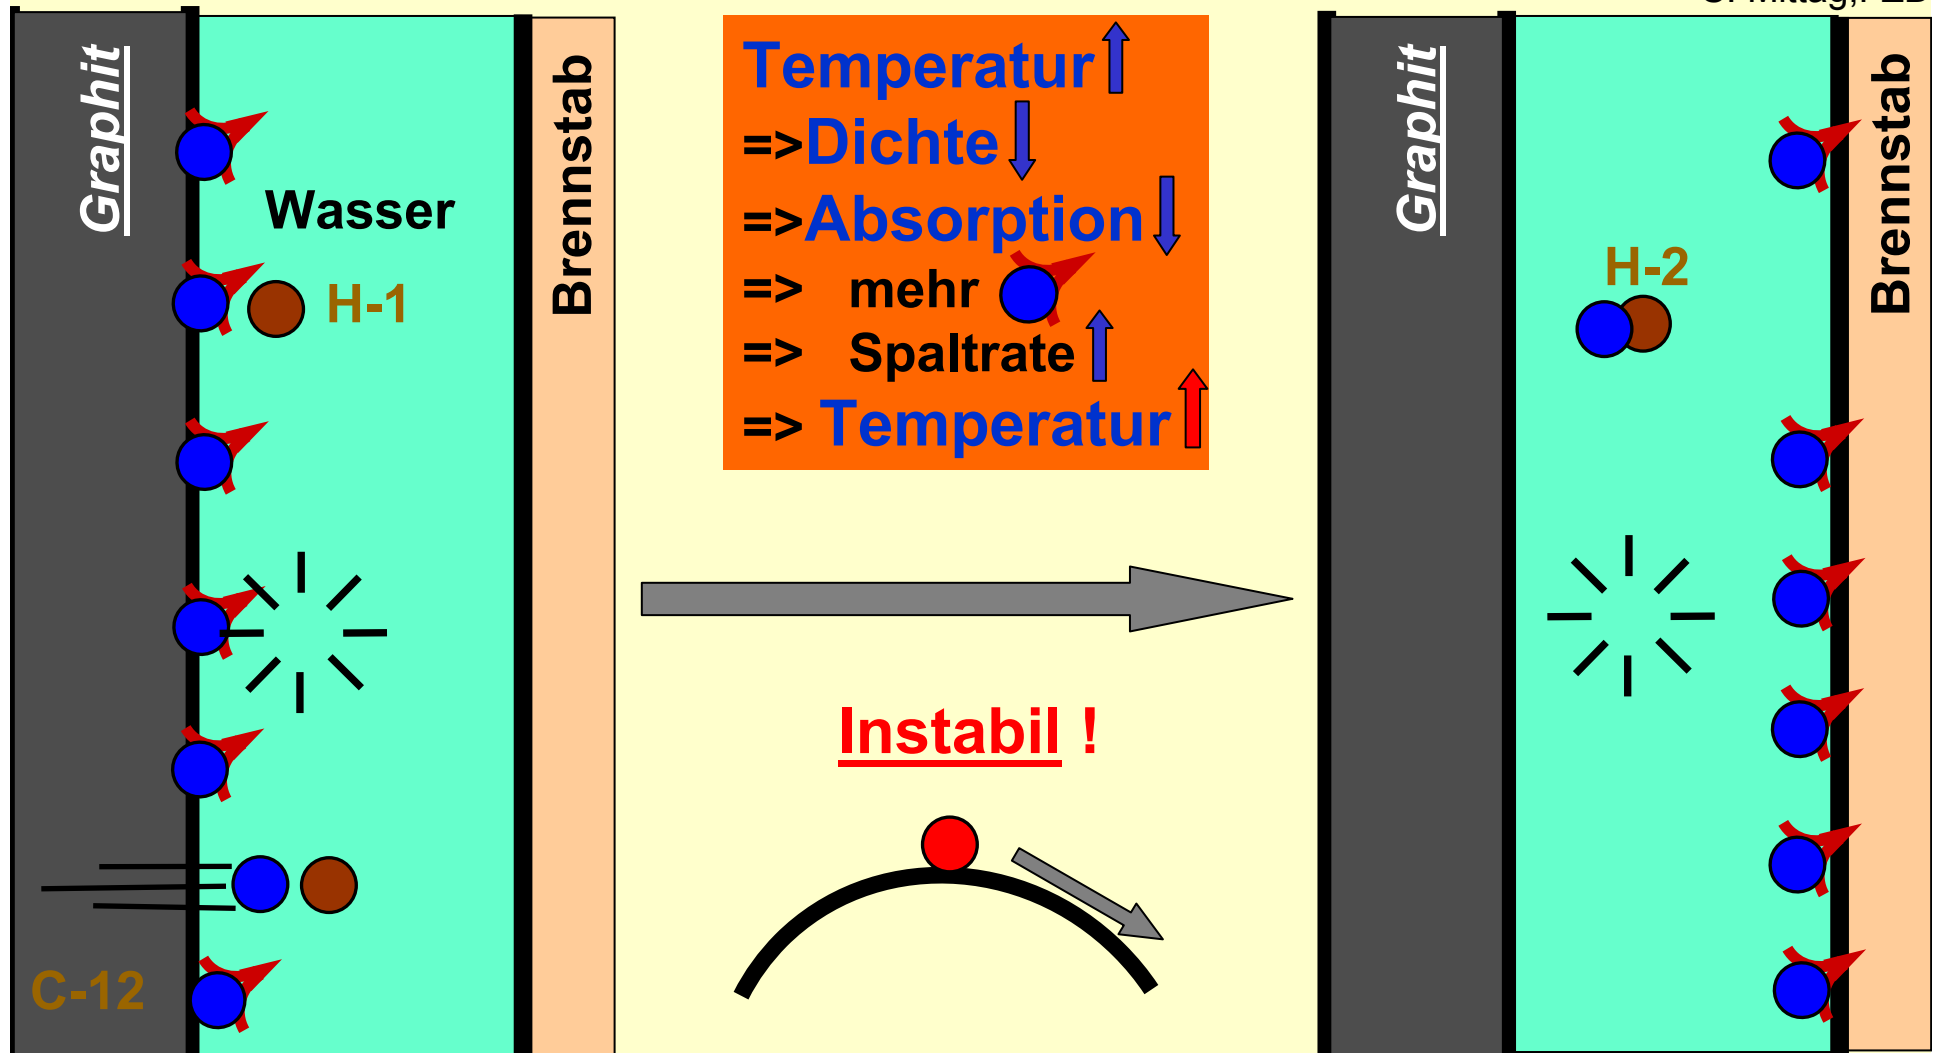 Graphit
Wasser
Brennstab
H-1
C-12
Temperatur
=>Dichte
=>Absorption
=> mehr
=> Spaltrate
=> Temperatur
Instabil !
Graphit
H-2
Brennstab